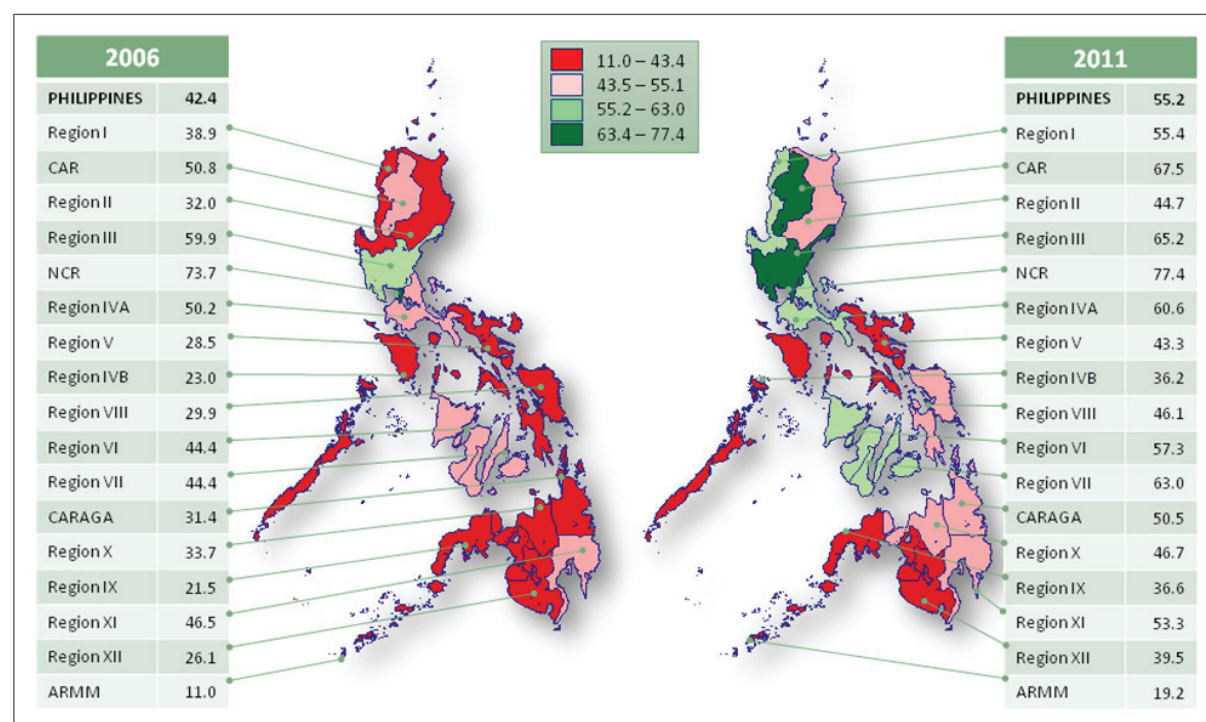 2006
PHILIPPINES 42.4
Region I 38.9
CAR 50.8
Region II 32.0
Region III 59.9
NCR 73.7
Region IVA 50.2
Region V 28.5
Region IVB 23.0
Region VIII 29.9
Region VI 44.4
Region VII 44.4
CARAGA 31.4
Region X 33.7
Region IX 21.5
Region XI 46.5
Region XII 26.1
ARMM 11.0
11.0 – 43.4
43.5 – 55.1
55.2 – 63.0
63.4 – 77.4
2011
PHILIPPINES 55.2
Region I 55.4
CAR 67.5
Region II 44.7
Region III 65.2
NCR 77.4
Region IVA 60.6
Region V 43.3
Region IVB 36.2
Region VIII 46.1
Region VI 57.3
Region VII 63.0
CARAGA 50.5
Region X 46.7
Region IX 36.6
Region XI 53.3
Region XII 39.5
ARMM 19.2